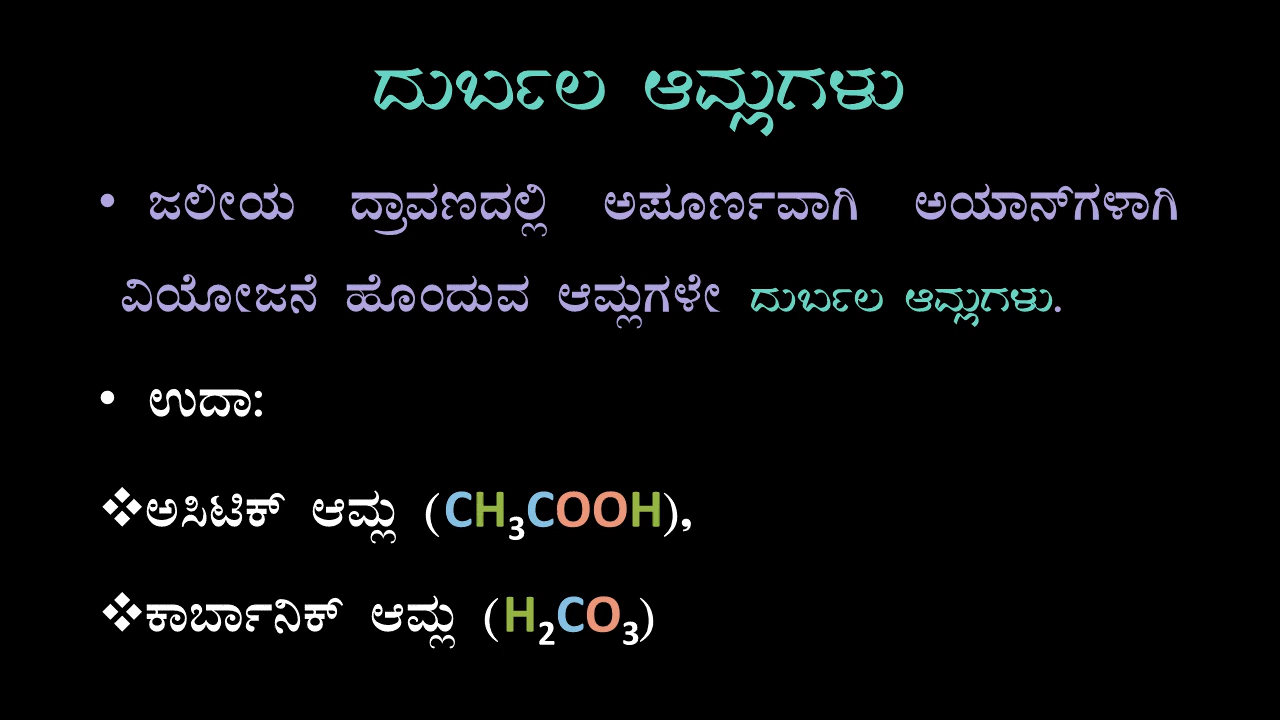 ದುರ್ಬಲ ಆಮ್ಲಗಳು
• ಜಲೀಯ ದ್ರಾವಣದಲ್ಲಿ ಅಪೂರ್ಣವಾಗಿ ಅಯಾನ್‌ಗಳಾಗಿ
ವಿಯೋಜನೆ ಹೊಂದುವ ಆಮ್ಲಗಳೇ ದುರ್ಬಲ ಆಮ್ಲಗಳು.
• ಉದಾ:
❖ಅಸಿಟಿಕ್ ಆಮ್ಲ (CH₃COOH),
❖ಕಾರ್ಬಾನಿಕ್ ಆಮ್ಲ (H₂CO₃)